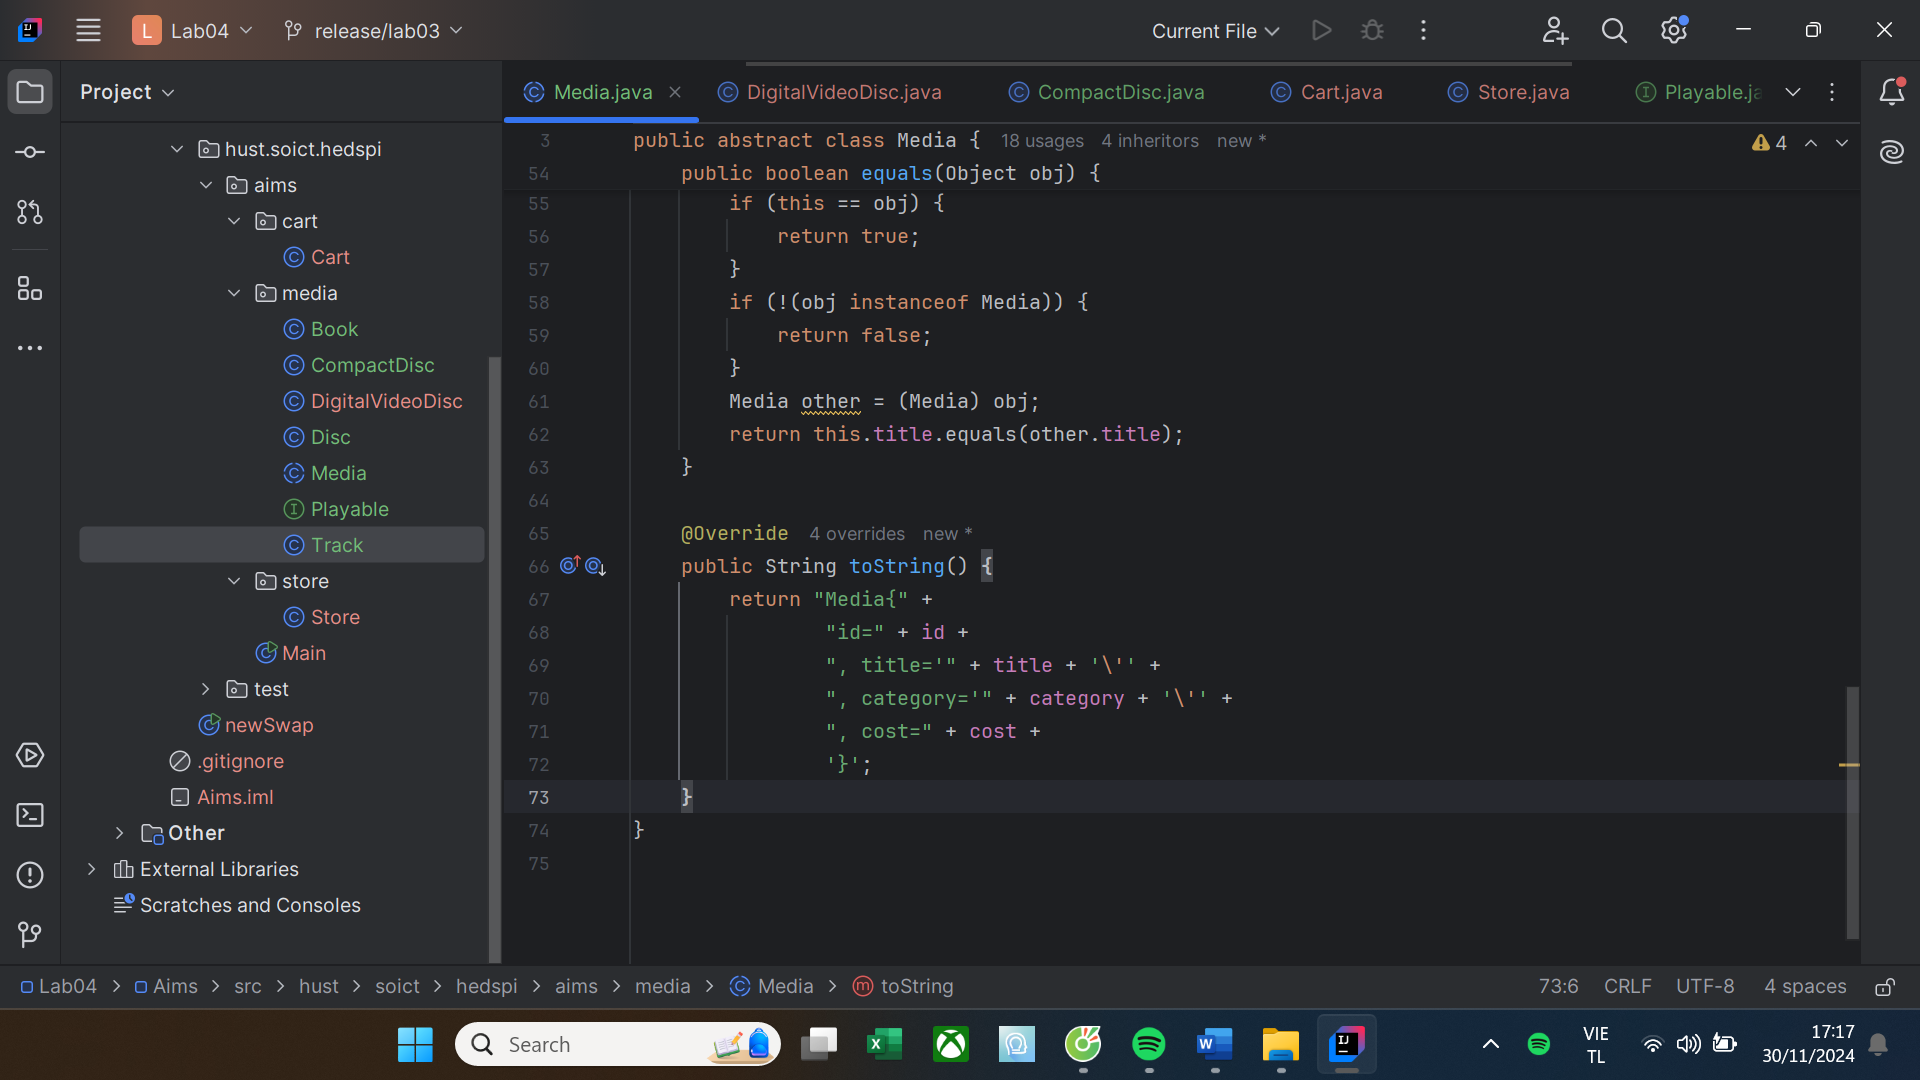 L Lab04 release/lab03 Current File
Project
hust.soict.hedspi
aims
cart
Cart
media
Book
CompactDisc
DigitalVideoDisc
Disc
Media
Playable
Track
store
Store
Main
test
newSwap
.gitignore
Aims.iml
Other
External Libraries
Scratches and Consoles
Media.java DigitalVideoDisc.java CompactDisc.java Cart.java Store.java Playable.ja
4
3 public abstract class Media { 18 usages 4 inheritors new *
54 public boolean equals(Object obj) {
55 if (this == obj) {
56 return true;
57 }
58 if (!(obj instanceof Media)) {
59 return false;
60 }
61 Media other = (Media) obj;
62 return this.title.equals(other.title);
63 }
64
65 @Override 4 overrides new *
66 public String toString() {
67 return "Media{" +
68 "id=" + id +
69 ", title='" + title + '\'' +
70 ", category='" + category + '\'' +
71 ", cost=" + cost +
72 '}';
73 }
74 }
75
Lab04 > Aims > src > hust > soict > hedspi > aims > media > Media > toString 73:6 CRLF UTF-8 4 spaces
Search
VIE
TL
17:17
30/11/2024